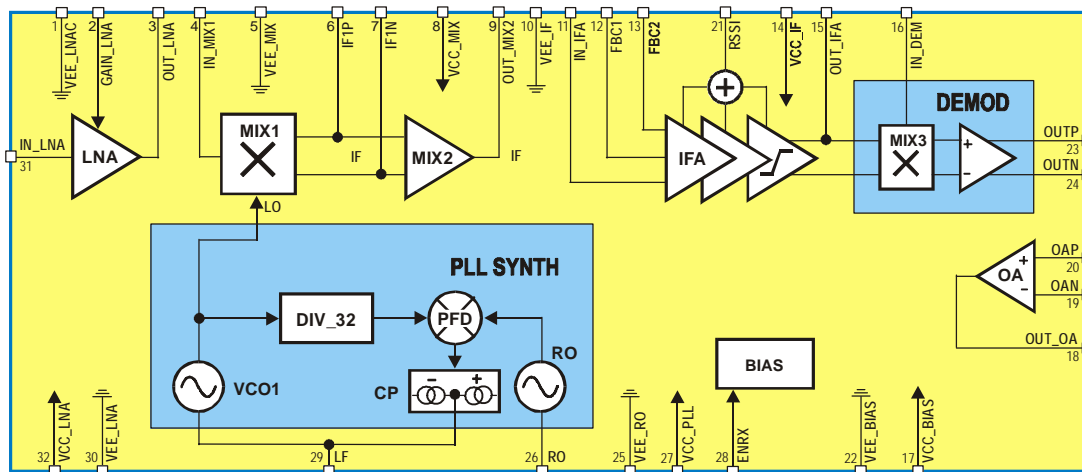 1 2 3 4 5 6 7 8 9 10 11 12 13 21 14 15 16
VEE_LNAC
GAIN_LNA
OUT_LNA
IN_MIX1
VEE_MIX
IF1P
IF1N
VCC_MIX
OUT_MIX2
VEE_IF
IN_IFA
FBC1
FBC2
RSSI
VCC_IF
OUT_IFA
IN_DEM
IN_LNA
31
LNA
MIX1
IF
MIX2
IF
+
IFA
DEMOD
MIX3
+
−
OUTP
23
OUTN
24
LO
PLL SYNTH
DIV_32
PFD
RO
VCO1
CP
− +
BIAS
OA
+
−
OAP
20
OAN
19
OUT_OA
18
32 VCC_LNA
30 VEE_LNA
29 LF
26 RO
25 VEE_RO
27 VCC_PLL
28 ENRX
22 VEE_BIAS
17 VCC_BIAS